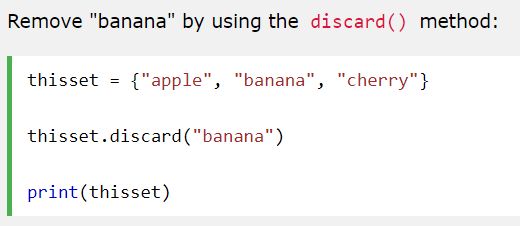 Remove "banana" by using the discard() method:
thisset = {"apple", "banana", "cherry"}
thisset.discard("banana")
print(thisset)